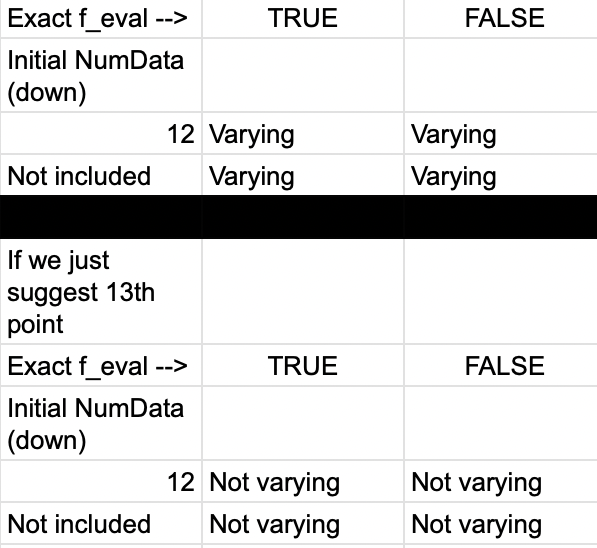 Exact f_eval --> TRUE FALSE
Initial NumData
(down)
12 Varying Varying
Not included Varying Varying
If we just
suggest 13th
point
Exact f_eval --> TRUE FALSE
Initial NumData
(down)
12 Not varying Not varying
Not included Not varying Not varying